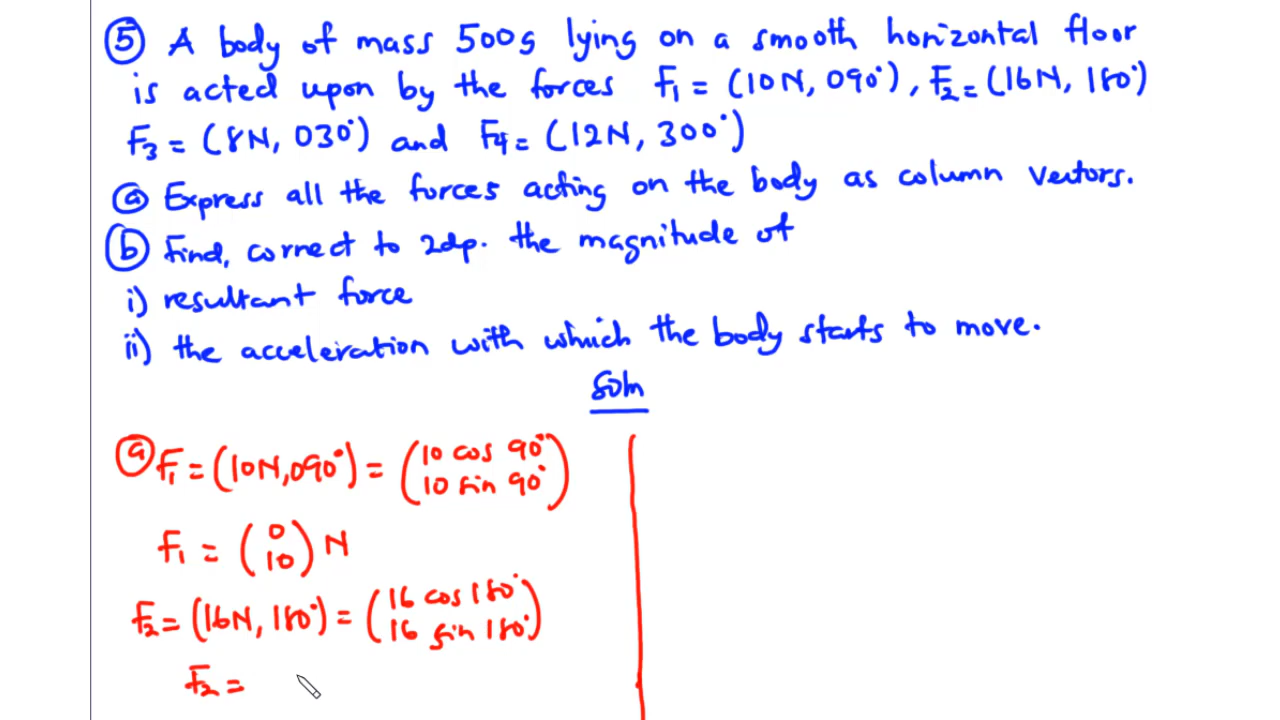 ⑤ A body of mass 500g lying on a smooth horizontal floor
is acted upon by the forces F₁ = (10N, 090°), F₂ = (16N, 180°)
F₃ = (8N, 030°) and F₄ = (12N, 300°)
ⓐ Express all the forces acting on the body as column vectors.
ⓑ Find, correct to 2dp. the magnitude of
i) resultant force
ii) the acceleration with which the body starts to move.
Soln
ⓐ F₁ = (10N, 090°) = (10 cos 90° / 10 sin 90°)
F₁ = (0 / 10) N
F₂ = (16N, 180°) = (16 cos 180° / 16 sin 180°)
F₂ =